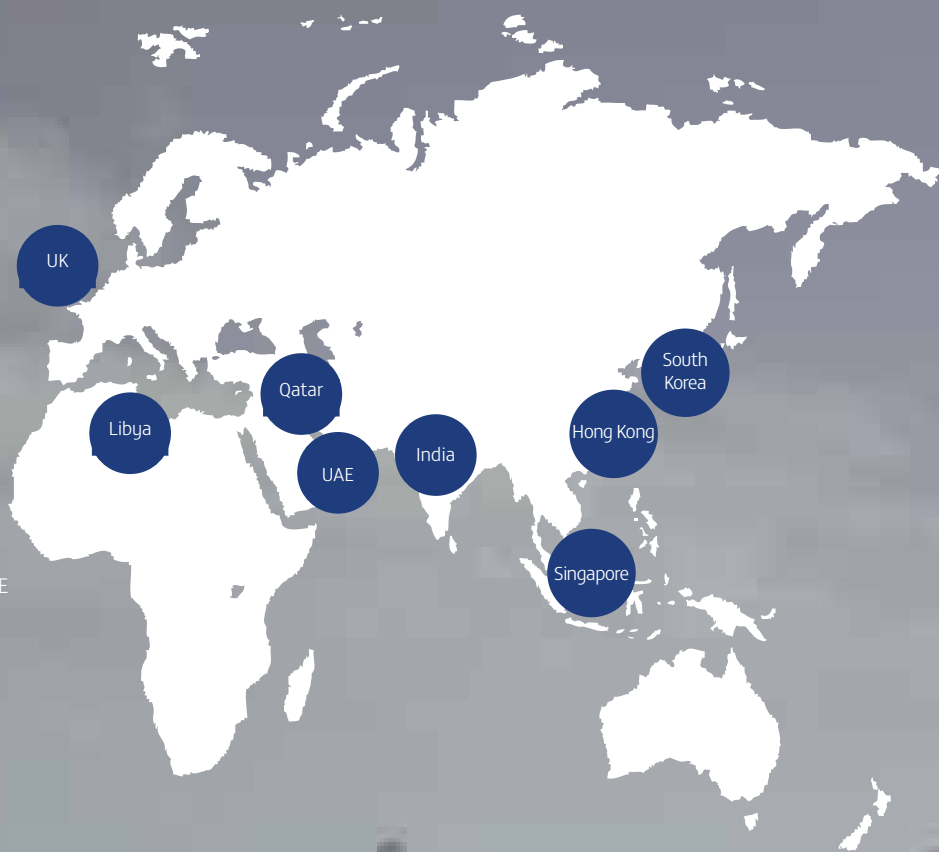 UK
South
Korea
Qatar
Libya
Hong Kong
India
UAE
Singapore
E